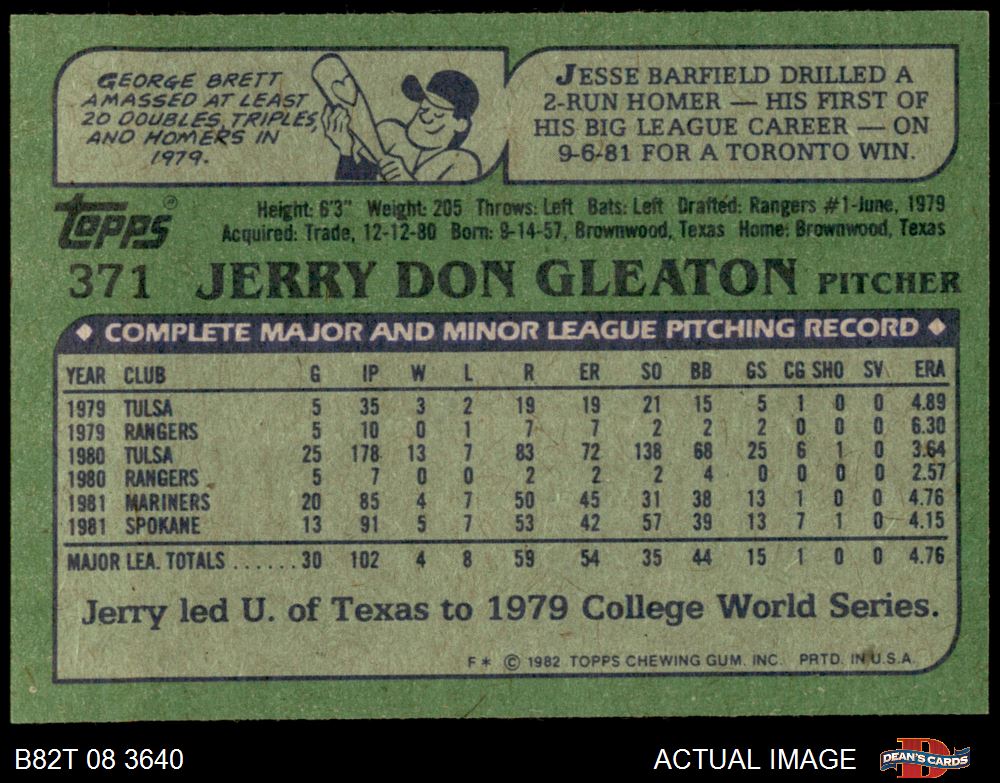 GEORGE BRETT
AMASSED AT LEAST
20 DOUBLES, TRIPLES,
AND HOMERS IN
1979.
JESSE BARFIELD DRILLED A
2-RUN HOMER — HIS FIRST OF
HIS BIG LEAGUE CAREER — ON
9-6-81 FOR A TORONTO WIN.
topps®
Height: 6'3" Weight: 205 Throws: Left Bats: Left Drafted: Rangers #1-June, 1979
Acquired: Trade, 12-12-80 Born: 9-14-57, Brownwood, Texas Home: Brownwood, Texas
371 JERRY DON GLEATON PITCHER
◆ COMPLETE MAJOR AND MINOR LEAGUE PITCHING RECORD ◆
YEAR CLUB G IP W L R ER SO BB GS CG SHO SV ERA
1979 TULSA 5 35 3 2 19 19 21 15 5 1 0 0 4.89
1979 RANGERS 5 10 0 1 7 7 2 2 2 0 0 0 6.30
1980 TULSA 25 178 13 7 83 72 138 68 25 6 1 0 3.64
1980 RANGERS 5 7 0 0 2 2 2 4 0 0 0 0 2.57
1981 MARINERS 20 85 4 7 50 45 31 38 13 1 0 0 4.76
1981 SPOKANE 13 91 5 7 53 42 57 39 13 7 1 0 4.15
MAJOR LEA. TOTALS ......30 102 4 8 59 54 35 44 15 1 0 0 4.76
Jerry led U. of Texas to 1979 College World Series.
F* © 1982 TOPPS CHEWING GUM. INC. PRTD. IN U.S.A.
B82T 08 3640
ACTUAL IMAGE
DEAN'S CARDS